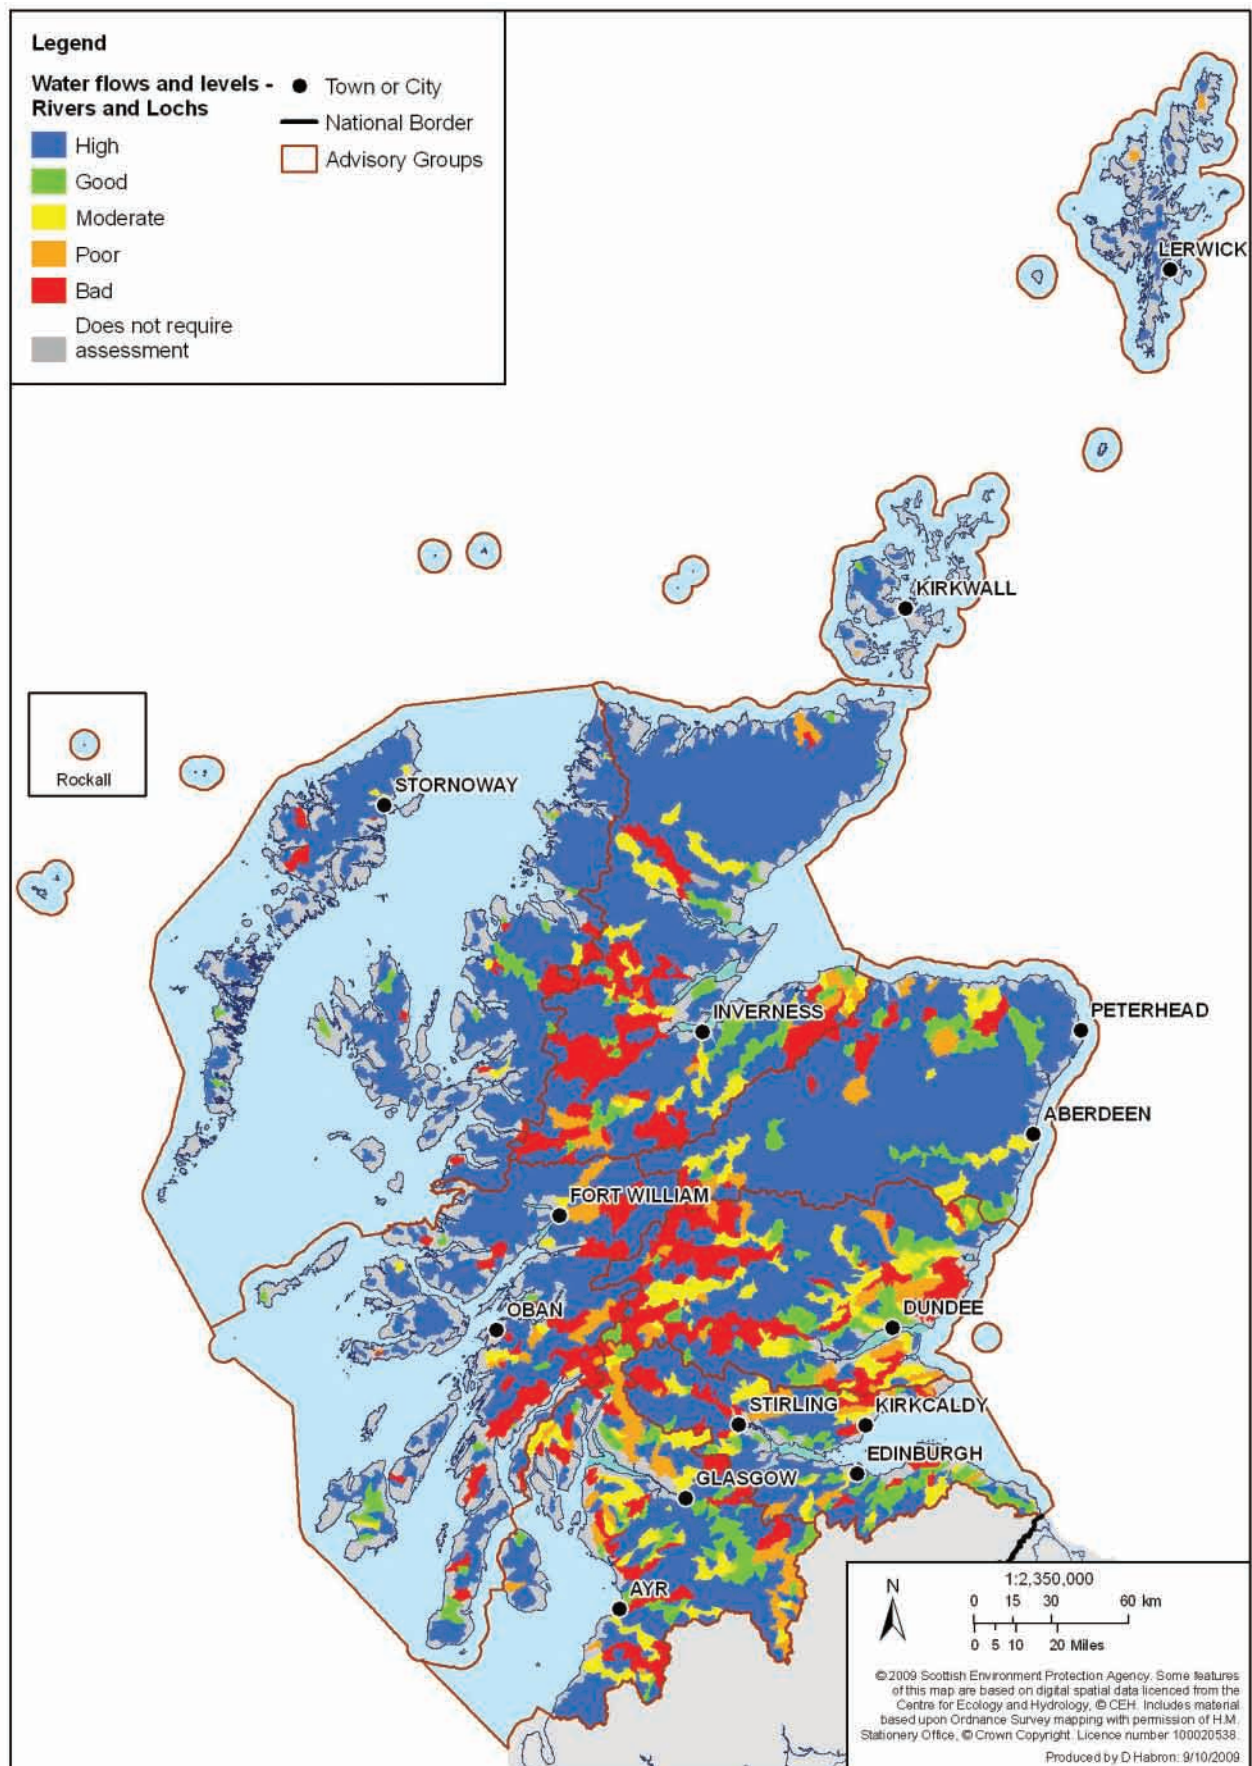 Legend
Water flows and levels -
Rivers and Lochs
High
Good
Moderate
Poor
Bad
Does not require
assessment
Town or City
National Border
Advisory Groups
LERWICK
KIRKWALL
Rockall
STORNOWAY
INVERNESS
PETERHEAD
ABERDEEN
FORT WILLIAM
OBAN
DUNDEE
STIRLING
KIRKCALDY
EDINBURGH
GLASGOW
AYR
N
1:2,350,000
0 15 30 60 km
0 5 10 20 Miles
© 2009 Scottish Environment Protection Agency. Some features
of this map are based on digital spatial data licenced from the
Centre for Ecology and Hydrology, © CEH. Includes material
based upon Ordnance Survey mapping with permission of H.M.
Stationery Office, © Crown Copyright. Licence number 100020538.
Produced by D Habron: 9/10/2009